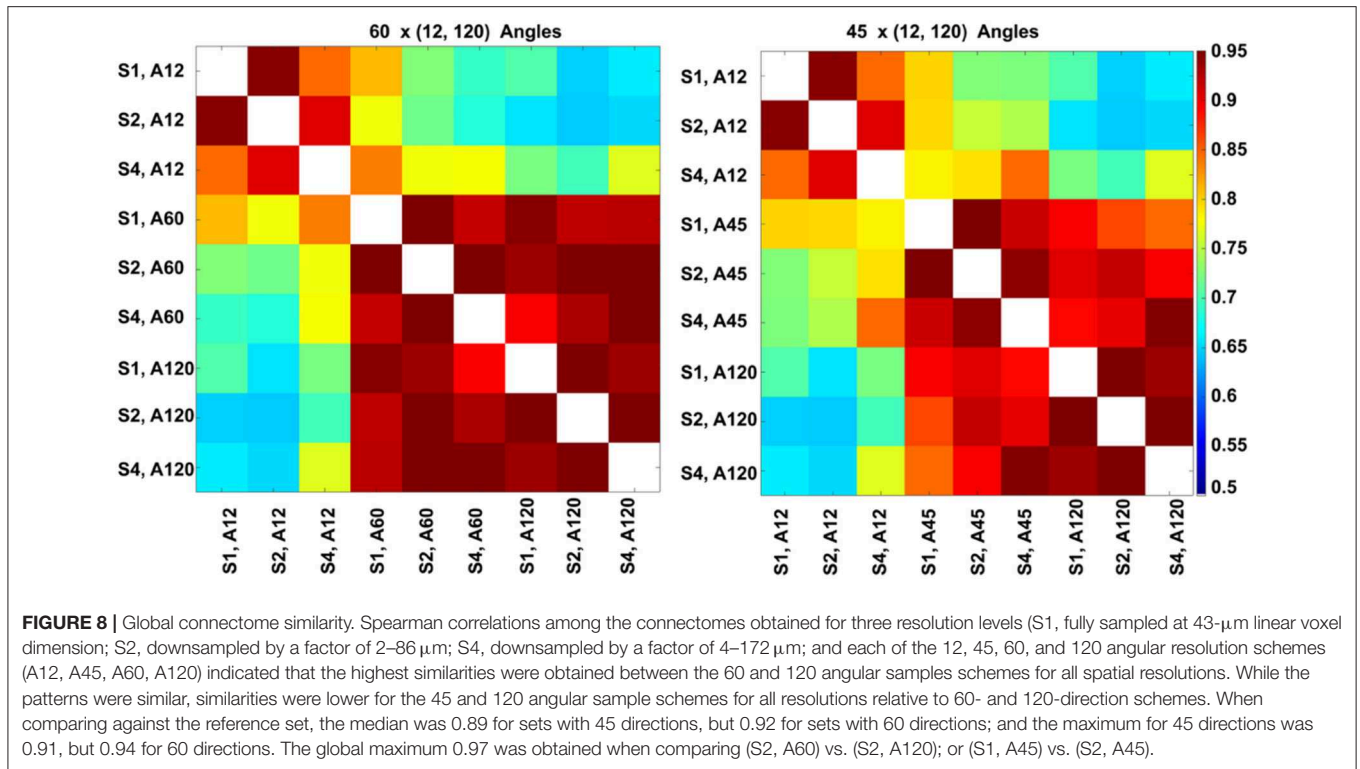 60 x (12, 120) Angles
45 x (12, 120) Angles
S1, A12
S2, A12
S4, A12
S1, A60
S2, A60
S4, A60
S1, A120
S2, A120
S4, A120
S1, A12
S2, A12
S4, A12
S1, A60
S2, A60
S4, A60
S1, A120
S2, A120
S4, A120
S1, A12
S2, A12
S4, A12
S1, A45
S2, A45
S4, A45
S1, A120
S2, A120
S4, A120
S1, A12
S2, A12
S4, A12
S1, A45
S2, A45
S4, A45
S1, A120
S2, A120
S4, A120
0.95
0.9
0.85
0.8
0.75
0.7
0.65
0.6
0.55
0.5
FIGURE 8 | Global connectome similarity. Spearman correlations among the connectomes obtained for three resolution levels (S1, fully sampled at 43-μm linear voxel
dimension; S2, downsampled by a factor of 2–86 μm; S4, downsampled by a factor of 4–172 μm; and each of the 12, 45, 60, and 120 angular resolution schemes
(A12, A45, A60, A120) indicated that the highest similarities were obtained between the 60 and 120 angular samples schemes for all spatial resolutions. While the
patterns were similar, similarities were lower for the 45 and 120 angular sample schemes for all resolutions relative to 60- and 120-direction schemes. When
comparing against the reference set, the median was 0.89 for sets with 45 directions, but 0.92 for sets with 60 directions; and the maximum for 45 directions was
0.91, but 0.94 for 60 directions. The global maximum 0.97 was obtained when comparing (S2, A60) vs. (S2, A120); or (S1, A45) vs. (S2, A45).